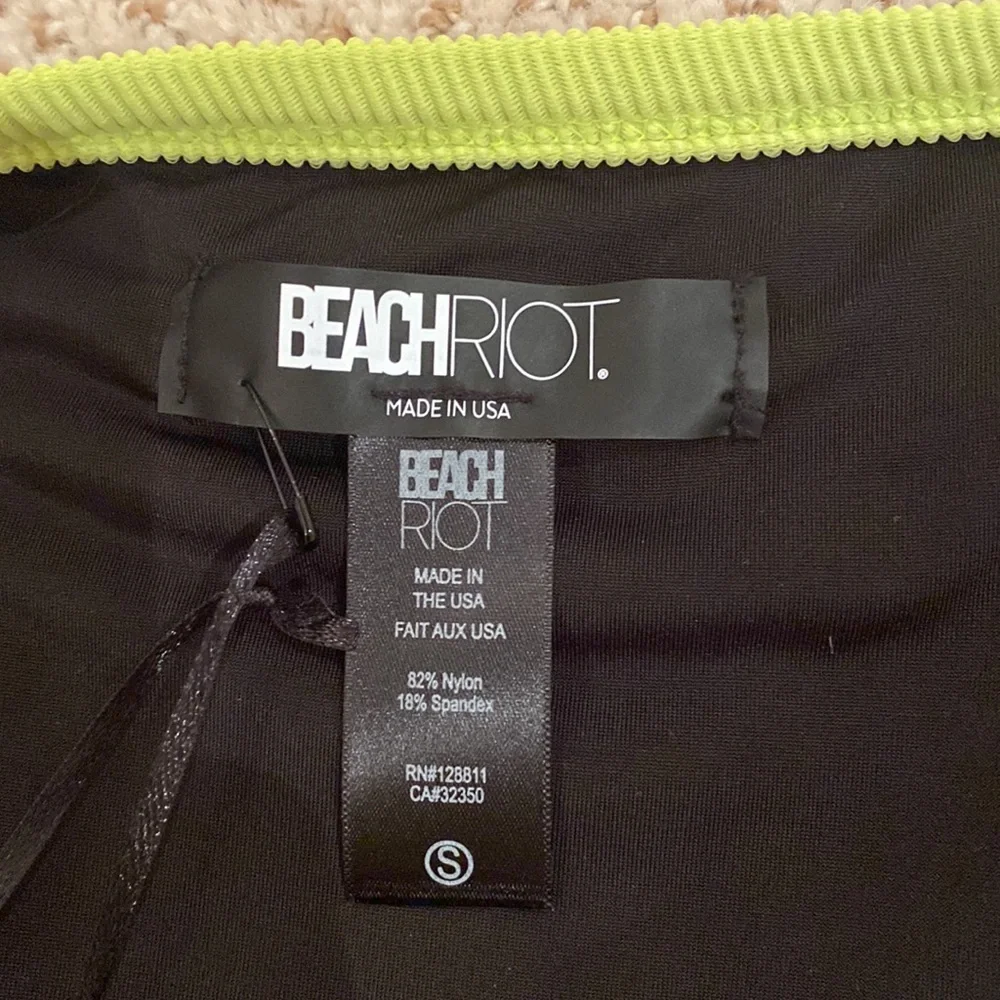 BEACHRIOT®
MADE IN USA
BEACH
RIOT
MADE IN
THE USA
FAIT AUX USA
82% Nylon
18% Spandex
RN#128811
CA#32350
S